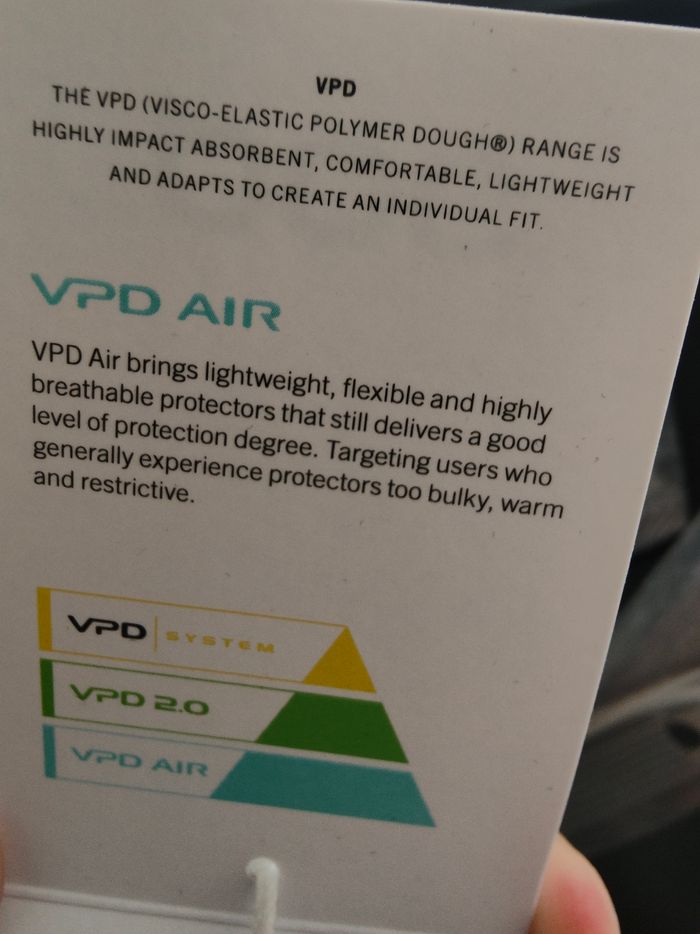 VPD
THE VPD (VISCO-ELASTIC POLYMER DOUGH®) RANGE IS
HIGHLY IMPACT ABSORBENT, COMFORTABLE, LIGHTWEIGHT
AND ADAPTS TO CREATE AN INDIVIDUAL FIT.
VPD AIR
VPD Air brings lightweight, flexible and highly
breathable protectors that still delivers a good
level of protection degree. Targeting users who
generally experience protectors too bulky, warm
and restrictive.
VPD | SYSTEM
VPD 2.0
VPD AIR